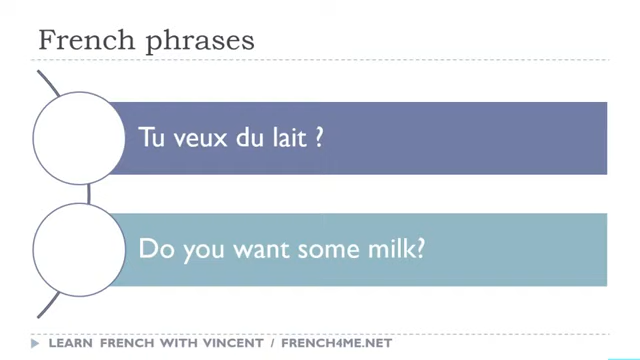 French phrases
Tu veux du lait ?
Do you want some milk?
LEARN FRENCH WITH VINCENT / FRENCH4ME.NET